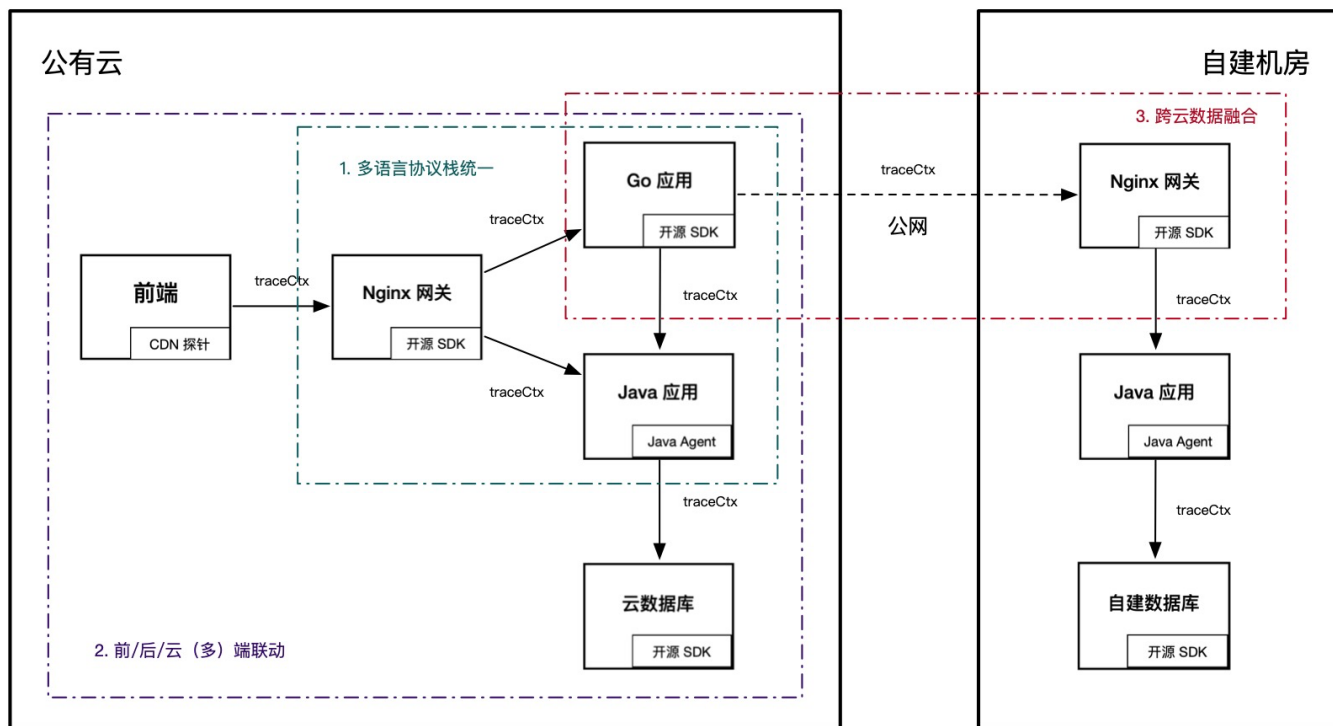 公有云
自建机房
3. 跨云数据融合
1. 多语言协议栈统一
Go 应用
开源 SDK
traceCtx
公网
Nginx 网关
开源 SDK
traceCtx
traceCtx
traceCtx
前端
CDN 探针
traceCtx
Nginx 网关
开源 SDK
traceCtx
Java 应用
Java Agent
Java 应用
Java Agent
traceCtx
traceCtx
云数据库
开源 SDK
自建数据库
开源 SDK
2. 前/后/云（多）端联动